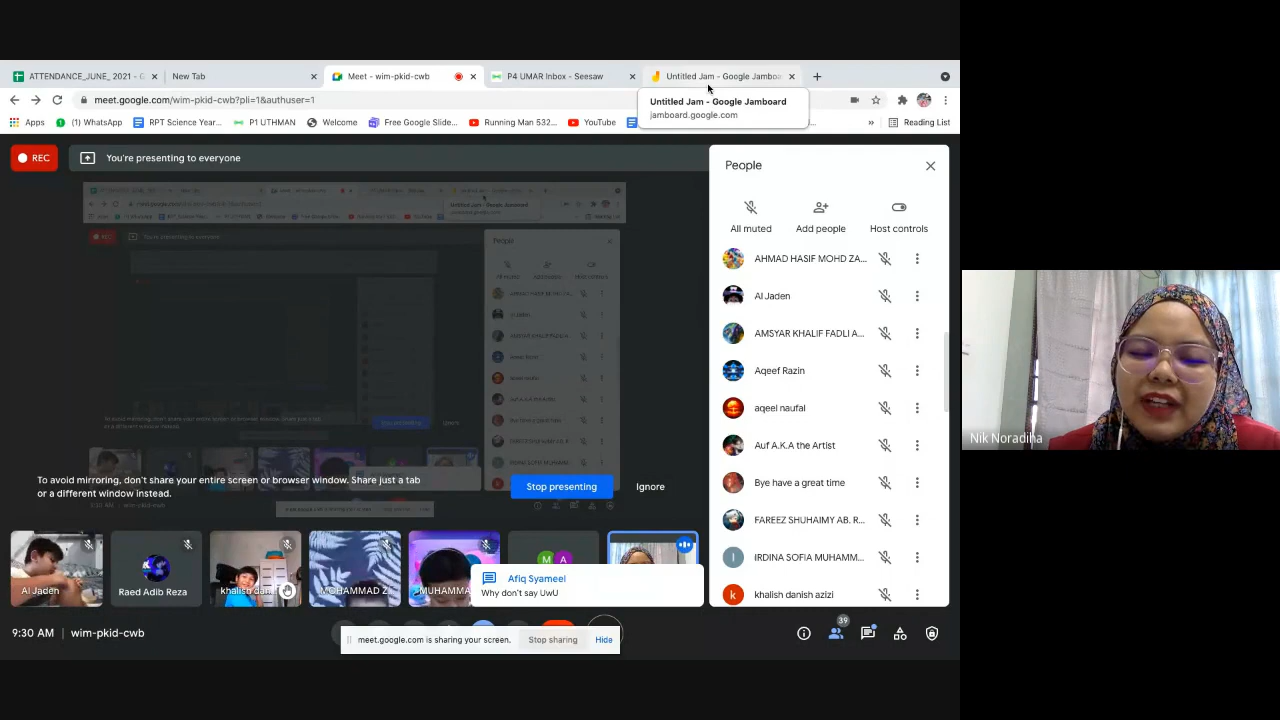 ATTENDANCE_JUNE_ 2021 - G
New Tab
Meet - wim-pkid-cwb
P4 UMAR Inbox - Seesaw
Untitled Jam - Google Jamboa
meet.google.com/wim-pkid-cwb?pli=1&authuser=1
Untitled Jam - Google Jamboard
jamboard.google.com
Apps
(1) WhatsApp
RPT Science Year...
P1 UTHMAN
Welcome
Free Google Slide...
Running Man 532...
YouTube
»
Reading List
REC
You're presenting to everyone
People
All muted
Add people
Host controls
AHMAD HASIF MOHD ZA...
Al Jaden
AMSYAR KHALIF FADLI A...
Aqeef Razin
aqeel naufal
Auf A.K.A the Artist
Bye have a great time
FAREEZ SHUHAIMY AB. R...
I
IRDINA SOFIA MUHAMM...
k
khalish danish azizi
To avoid mirroring, don't share your entire screen or browser window. Share just a tab
or a different window instead.
Stop presenting
Ignore
Al Jaden
Raed Adib Reza
khalish dan
MOHAMMAD Z
MUHAMMA
M A
Afiq Syameel
Why don't say UwU
9:30 AM | wim-pkid-cwb
meet.google.com is sharing your screen.
Stop sharing
Hide
39
Nik Noradiha